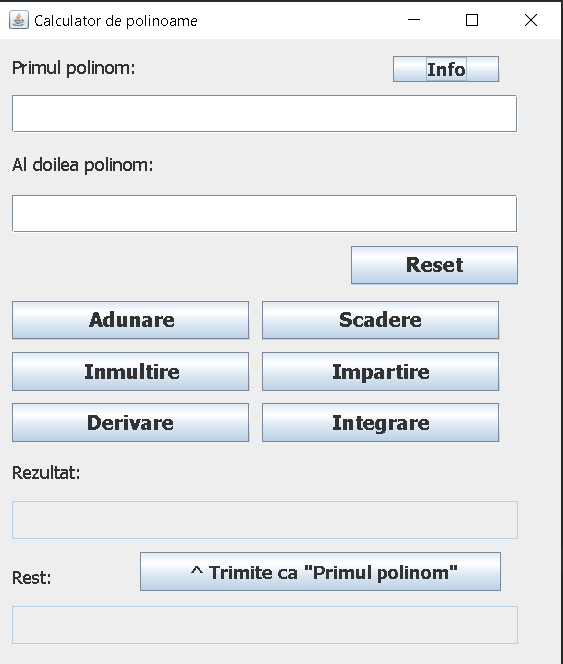 Calculator de polinoame
Primul polinom:
Info
Al doilea polinom:
Reset
Adunare
Scadere
Inmultire
Impartire
Derivare
Integrare
Rezultat:
Rest:
^ Trimite ca "Primul polinom"